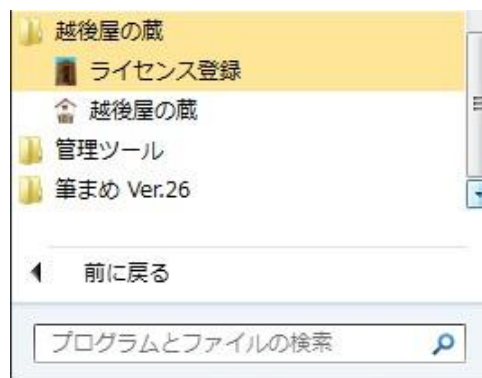 越後屋の蔵
ライセンス登録
越後屋の蔵
管理ツール
筆まめ Ver.26
前に戻る
プログラムとファイルの検索